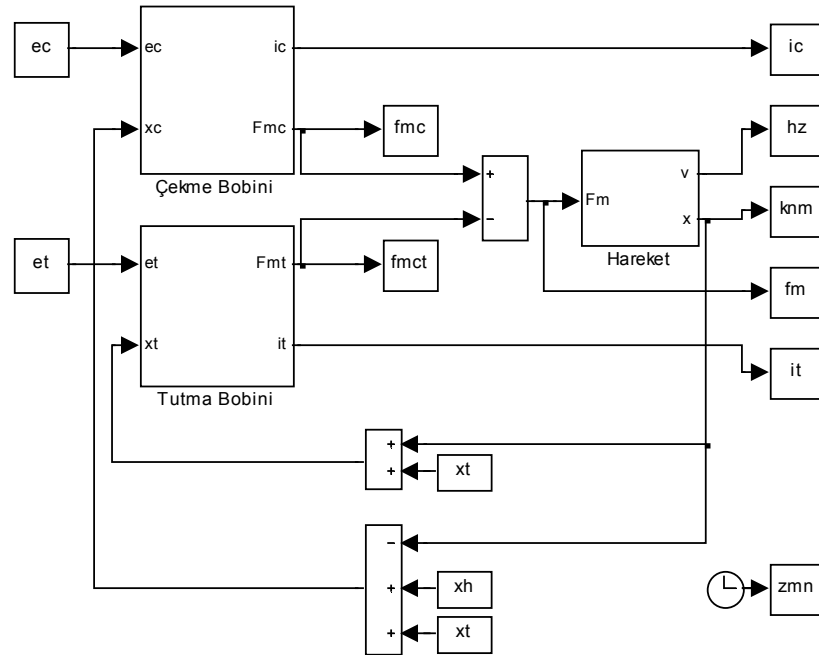 ec
ec
ic
ic
xc
Fmc
fmc
Çekme Bobini
+
−
Fm
v
x
Hareket
hz
knm
et
et
Fmt
fmct
fm
xt
it
it
Tutma Bobini
+
+
xt
−
+
xh
+
xt
zmn